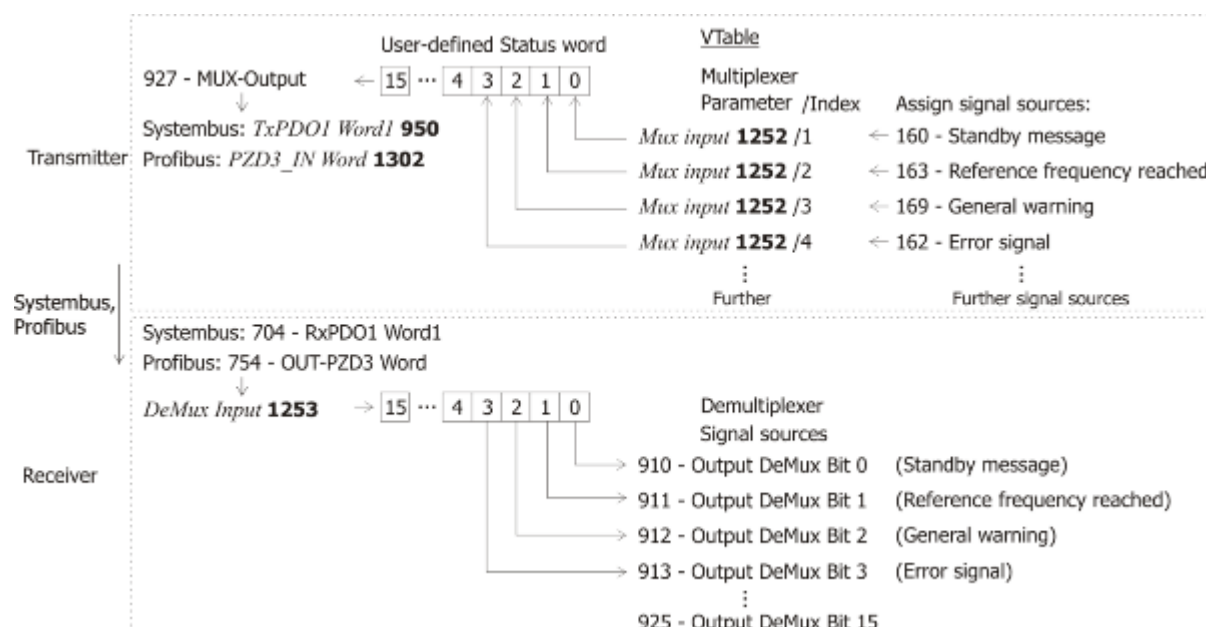 User-defined Status word
VTable
927 - MUX-Output ← 15 ··· 4 3 2 1 0
Multiplexer
Parameter /Index Assign signal sources:
Systembus: TxPDO1 Word1 950
Profibus: PZD3_IN Word 1302
Transmitter
Mux input 1252 /1 ← 160 - Standby message
Mux input 1252 /2 ← 163 - Reference frequency reached
Mux input 1252 /3 ← 169 - General warning
Mux input 1252 /4 ← 162 - Error signal
Further Further signal sources
Systembus,
Profibus
Systembus: 704 - RxPDO1 Word1
Profibus: 754 - OUT-PZD3 Word
DeMux Input 1253 → 15 ··· 4 3 2 1 0
Demultiplexer
Signal sources
Receiver
910 - Output DeMux Bit 0 (Standby message)
911 - Output DeMux Bit 1 (Reference frequency reached)
912 - Output DeMux Bit 2 (General warning)
913 - Output DeMux Bit 3 (Error signal)
925 - Output DeMux Bit 15